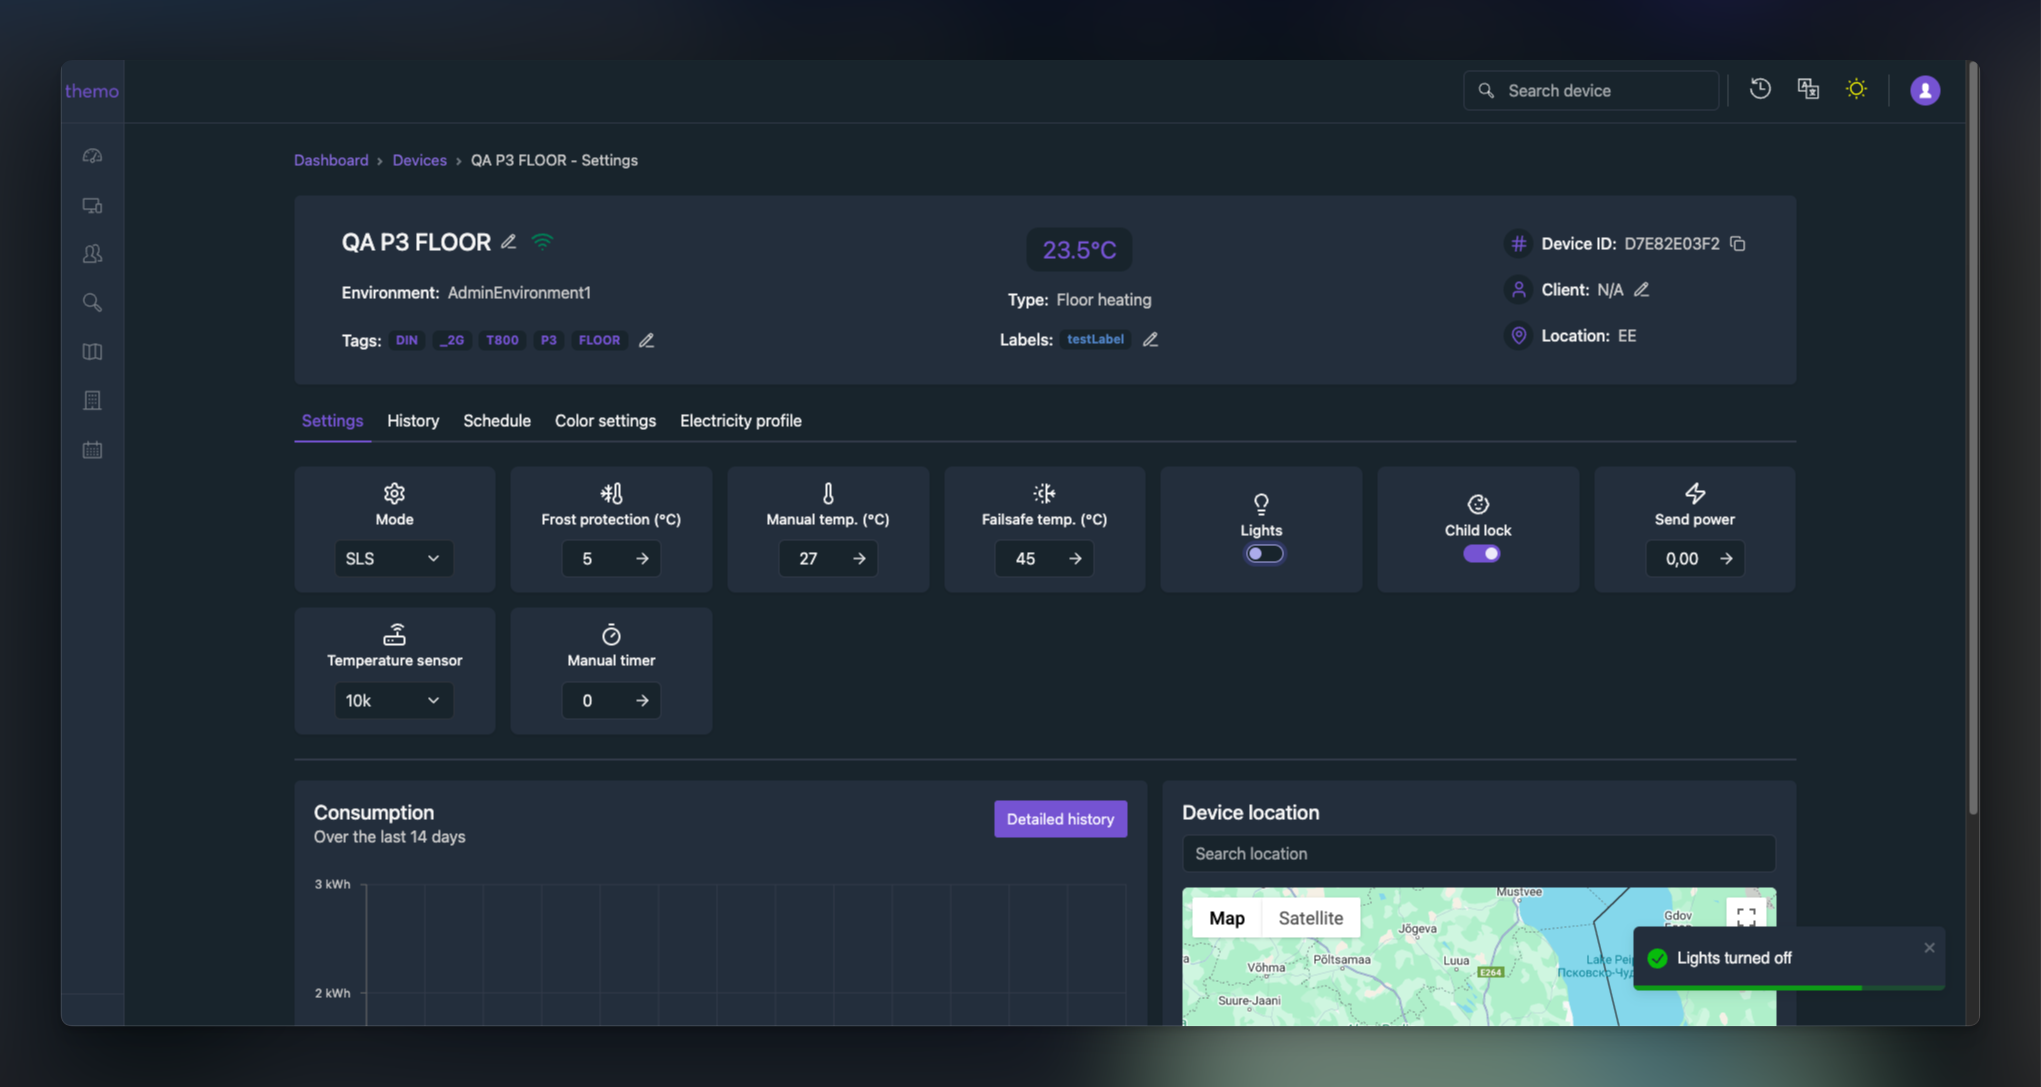 themo
Search device
Dashboard › Devices › QA P3 FLOOR - Settings
QA P3 FLOOR
Environment: AdminEnvironment1
Tags: DIN _2G T800 P3 FLOOR
23.5°C
Type: Floor heating
Labels: testLabel
Device ID: D7E82E03F2
Client: N/A
Location: EE
Settings History Schedule Color settings Electricity profile
Mode
SLS
Frost protection (°C)
5
Manual temp. (°C)
27
Failsafe temp. (°C)
45
Lights
Child lock
Send power
0,00
Temperature sensor
10k
Manual timer
0
Consumption
Over the last 14 days
Detailed history
3 kWh
2 kWh
Device location
Search location
Map Satellite
Mustvee
Gdov
Jõgeva
Põltsamaa
Luua
E264
Võhma
Suure-Jaani
Lake Peip
Псковско-Чуд
Lights turned off